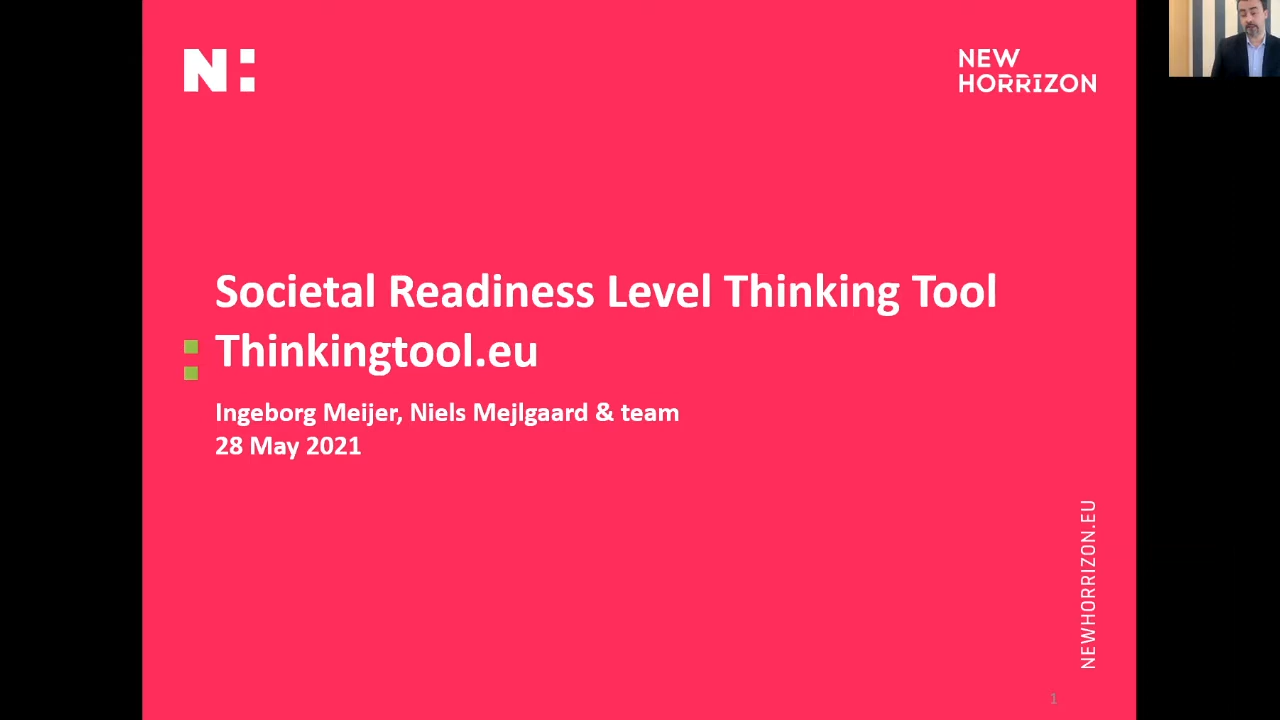 N:
NEW
HORRIZON
Societal Readiness Level Thinking Tool
Thinkingtool.eu
Ingeborg Meijer, Niels Mejlgaard & team
28 May 2021
NEWHORRIZON.EU
1